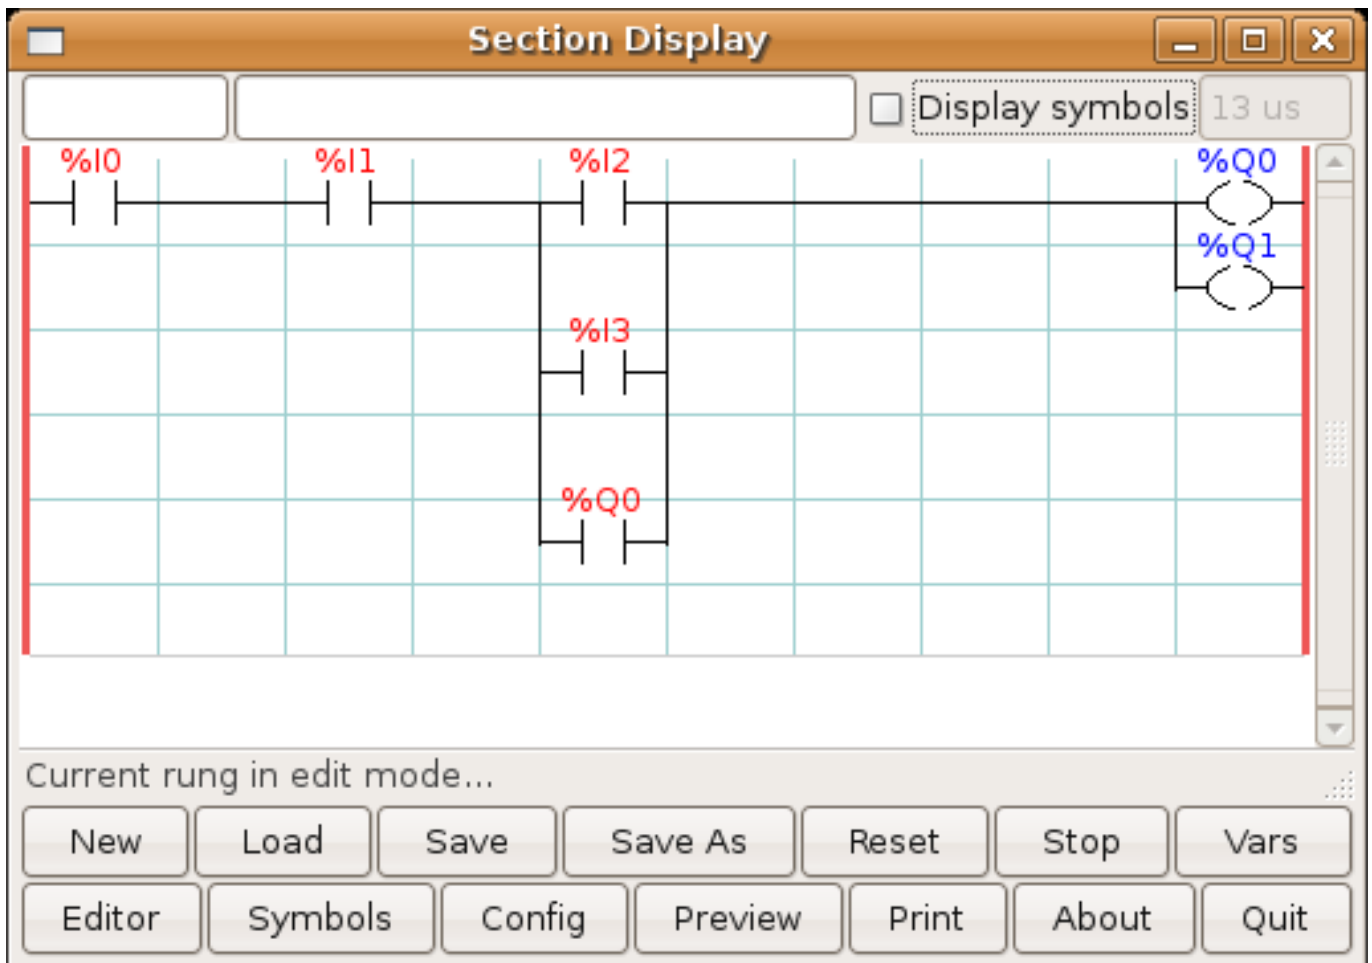 Section Display
Display symbols 13 us
%I0 %I1 %I2 %Q0
%Q1
%I3
%Q0
Current rung in edit mode...
New Load Save Save As Reset Stop Vars
Editor Symbols Config Preview Print About Quit